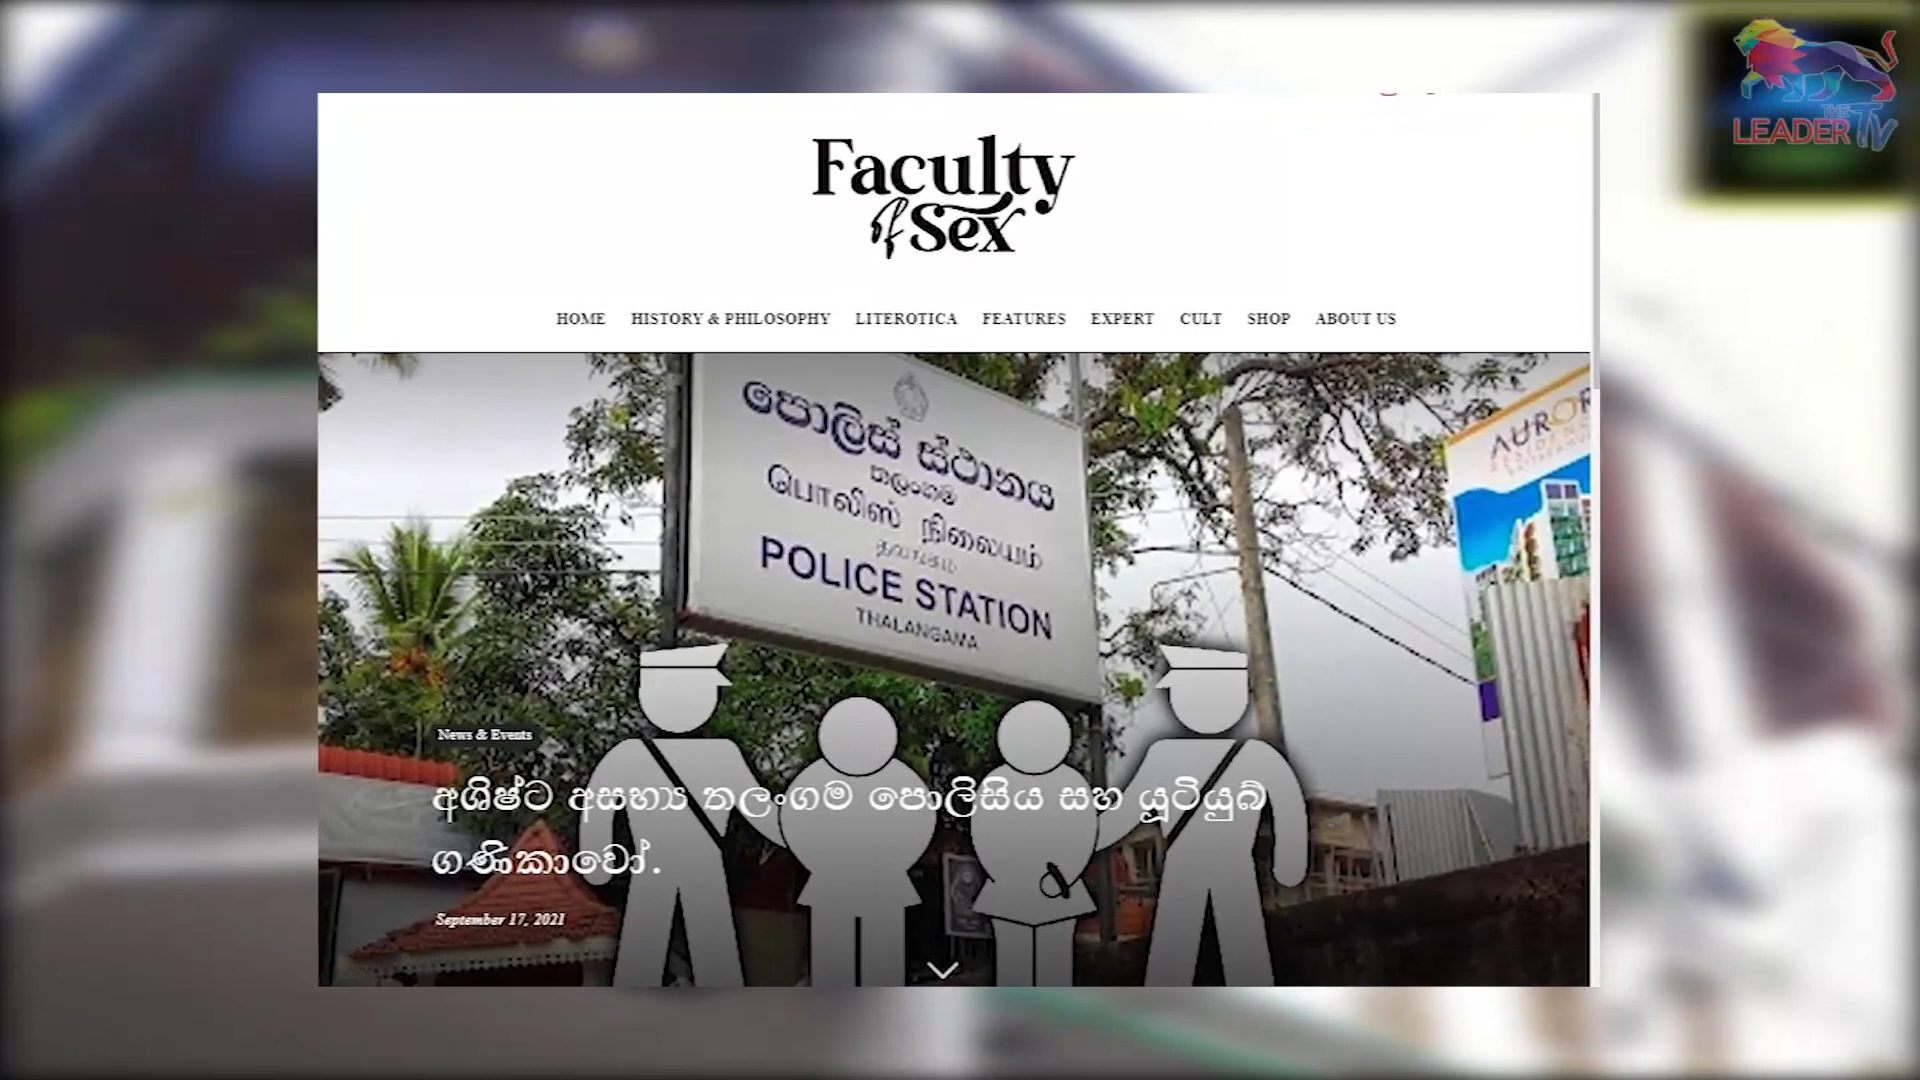 THE
LEADER TV
Faculty
of Sex
HOME HISTORY & PHILOSOPHY LITEROTICA FEATURES EXPERT CULT SHOP ABOUT US
පොලිස් ස්ථානය
තලංගම
பொலிஸ் நிலையம்
POLICE STATION
THALANGAMA
News & Events
අශිෂ්ට අසභ්‍ය තලංගම පොලිසිය සහ යූටියුබ්
ගණිකාවෝ.
September 17, 2021